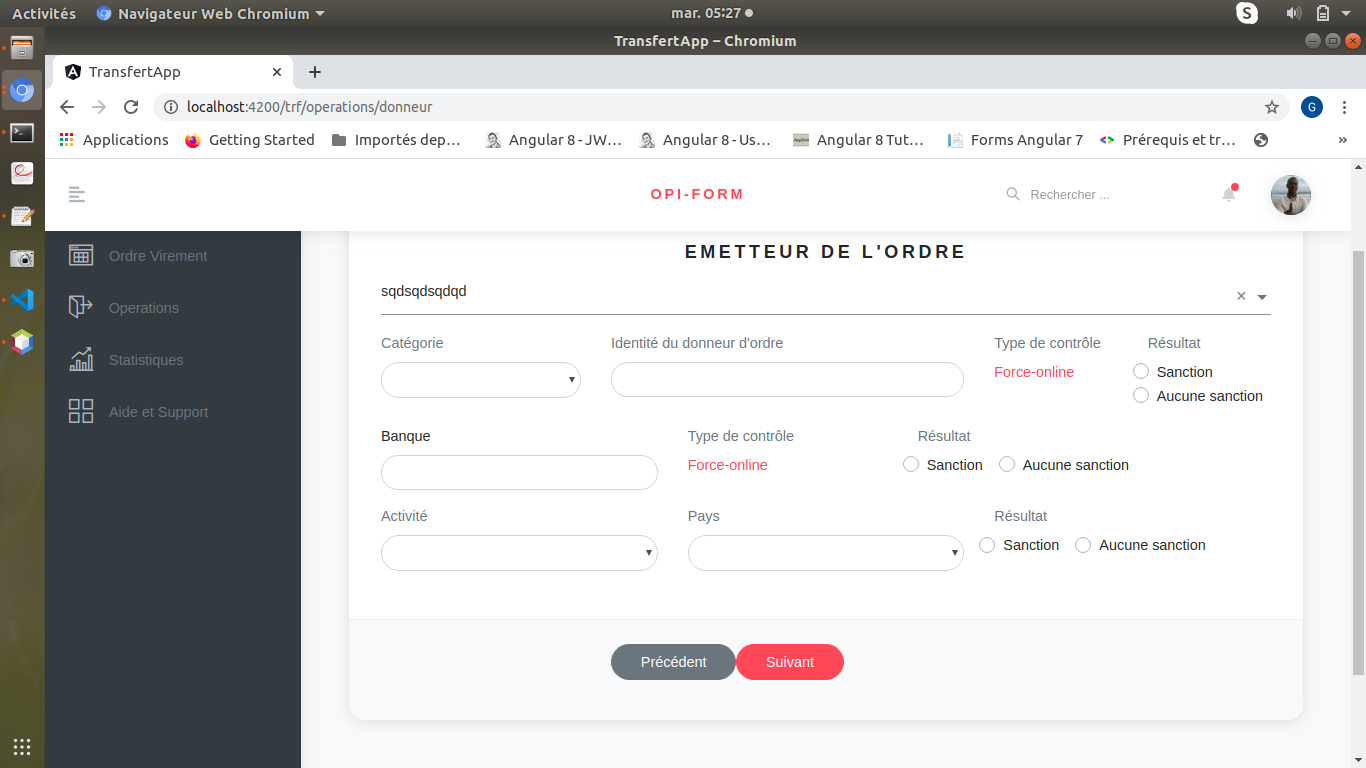 Activités Navigateur Web Chromium mar. 05:27
TransfertApp – Chromium
TransfertApp
localhost:4200/trf/operations/donneur G
Applications Getting Started Importés dep… Angular 8 - JW… Angular 8 - Us… Angular 8 Tut… Forms Angular 7 Prérequis et tr… »
OPI-FORM Rechercher ...
EMETTEUR DE L'ORDRE
Ordre Virement
Operations
Statistiques
Aide et Support
sqdsqdsqdqd ×
Catégorie Identité du donneur d'ordre Type de contrôle Résultat
Force-online Sanction
Aucune sanction
Banque Type de contrôle Résultat
Force-online Sanction Aucune sanction
Activité Pays Résultat
Sanction Aucune sanction
Précédent Suivant